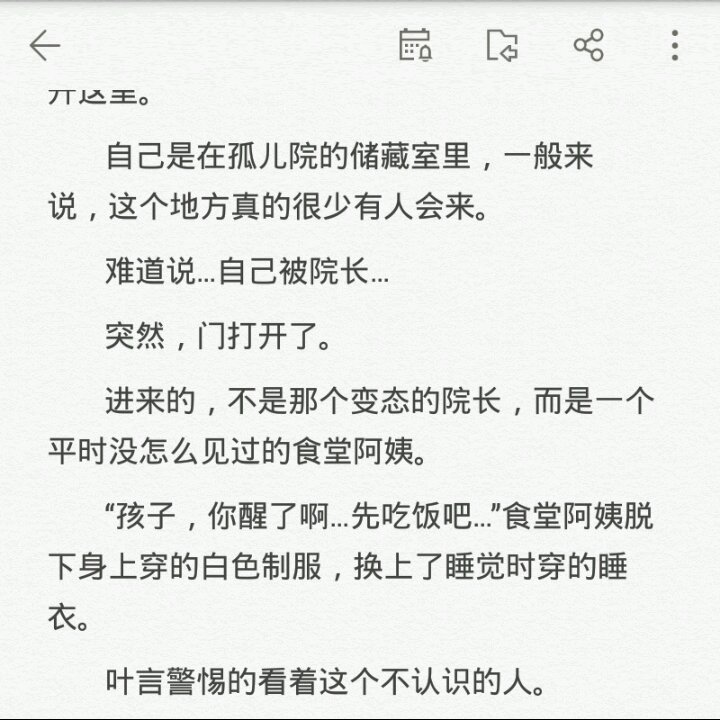 开这里。
自己是在孤儿院的储藏室里，一般来
说，这个地方真的很少有人会来。
难道说...自己被院长...
突然，门打开了。
进来的，不是那个变态的院长，而是一个
平时没怎么见过的食堂阿姨。
“孩子，你醒了啊...先吃饭吧...”食堂阿姨脱
下身上穿的白色制服，换上了睡觉时穿的睡
衣。
叶言警惕的看着这个不认识的人。